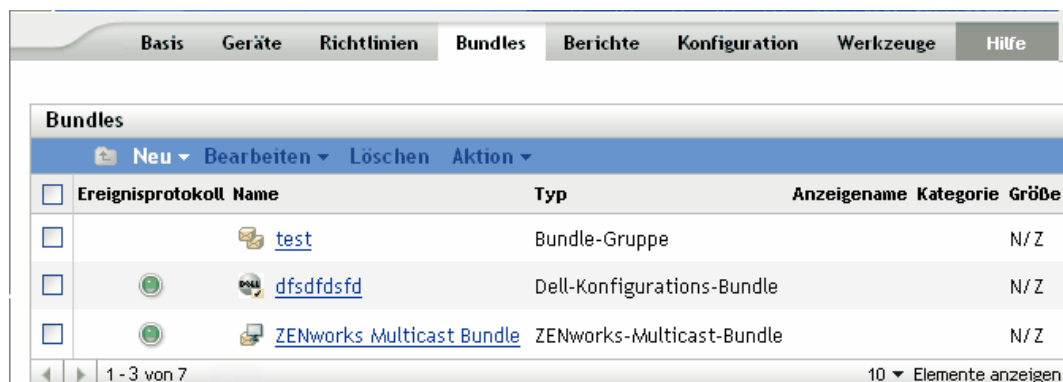 Basis Geräte Richtlinien Bundles Berichte Konfiguration Werkzeuge Hilfe
Bundles
Neu Bearbeiten Löschen Aktion
Ereignisprotokoll Name Typ Anzeigename Kategorie Größe
test Bundle-Gruppe N/Z
DELL dfsdfdsfd Dell-Konfigurations-Bundle N/Z
ZENworks Multicast Bundle ZENworks-Multicast-Bundle N/Z
1 - 3 von 7 10 Elemente anzeigen